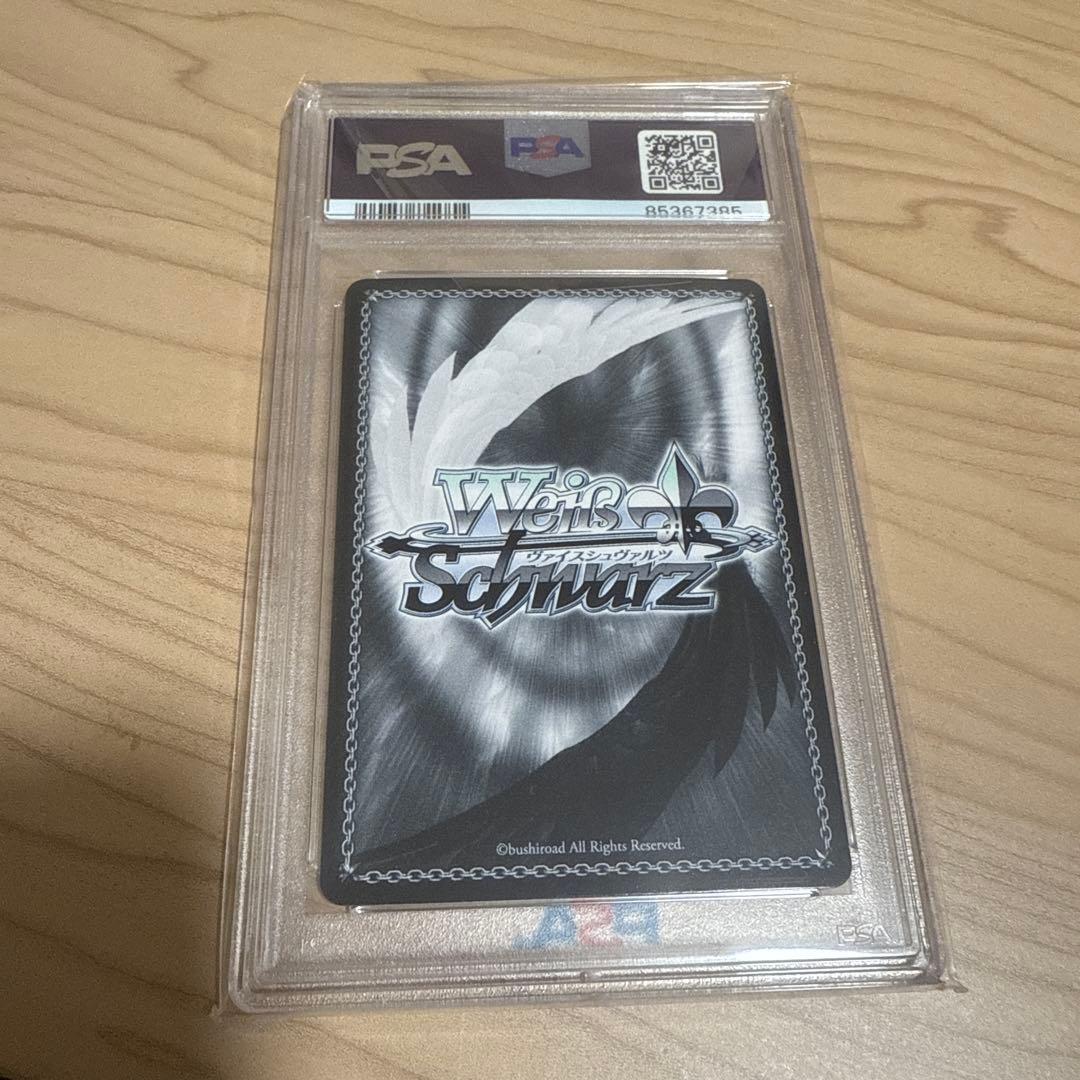 PSA
PSA
85367385
Weiß
ヴァイスシュヴァルツ
Schwarz
©bushiroad All Rights Reserved.
PSA
PSA